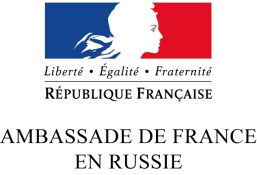 Liberté • Égalité • Fraternité
RÉPUBLIQUE FRANÇAISE
AMBASSADE DE FRANCE
EN RUSSIE